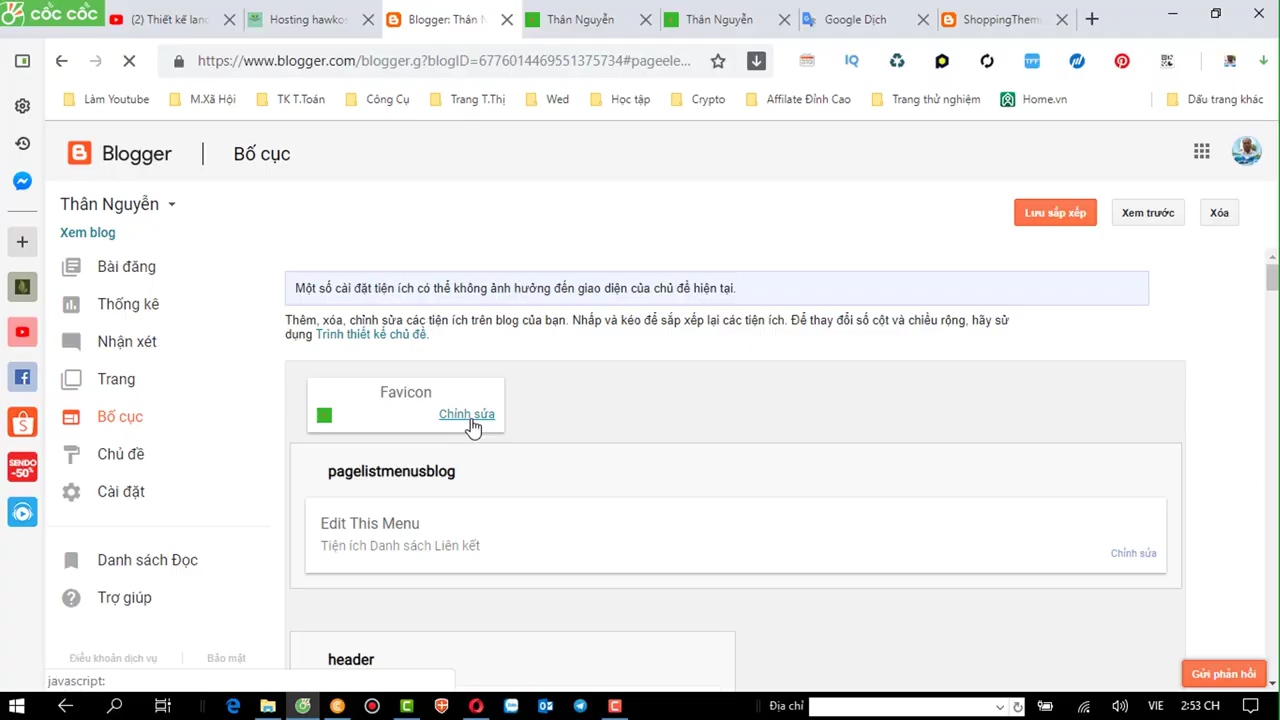 cốc cốc
(2) Thiết kế lanc
Hosting hawko
Blogger: Thân N
Thân Nguyễn
Thân Nguyễn
Google Dịch
ShoppingThem
https://www.blogger.com/blogger.g?blogID=6776014469551375734#pageele...
IQ
TFF
Làm Youtube
M.Xã Hội
TK T.Toán
Công Cụ
Trang T.Thị
Wed
Học tập
Crypto
Affilate Đỉnh Cao
Trang thử nghiệm
Home.vn
Dấu trang khác
Blogger
Bố cục
Thân Nguyễn
Lưu sắp xếp
Xem trước
Xóa
Xem blog
Bài đăng
Thống kê
Nhận xét
Trang
Bố cục
Chủ đề
Cài đặt
Danh sách Đọc
Trợ giúp
Điều khoản dịch vụ
Bảo mật
javascript:
SENDO
-50%
Một số cài đặt tiện ích có thể không ảnh hưởng đến giao diện của chủ đề hiện tại.
Thêm, xóa, chỉnh sửa các tiện ích trên blog của bạn. Nhấp và kéo để sắp xếp lại các tiện ích. Để thay đổi số cột và chiều rộng, hãy sử
dụng Trình thiết kế chủ đề.
Favicon
Chỉnh sửa
pagelistmenusblog
Edit This Menu
Tiện ích Danh sách Liên kết
Chỉnh sửa
header
Gửi phản hồi
Địa chỉ
VIE
2:53 CH